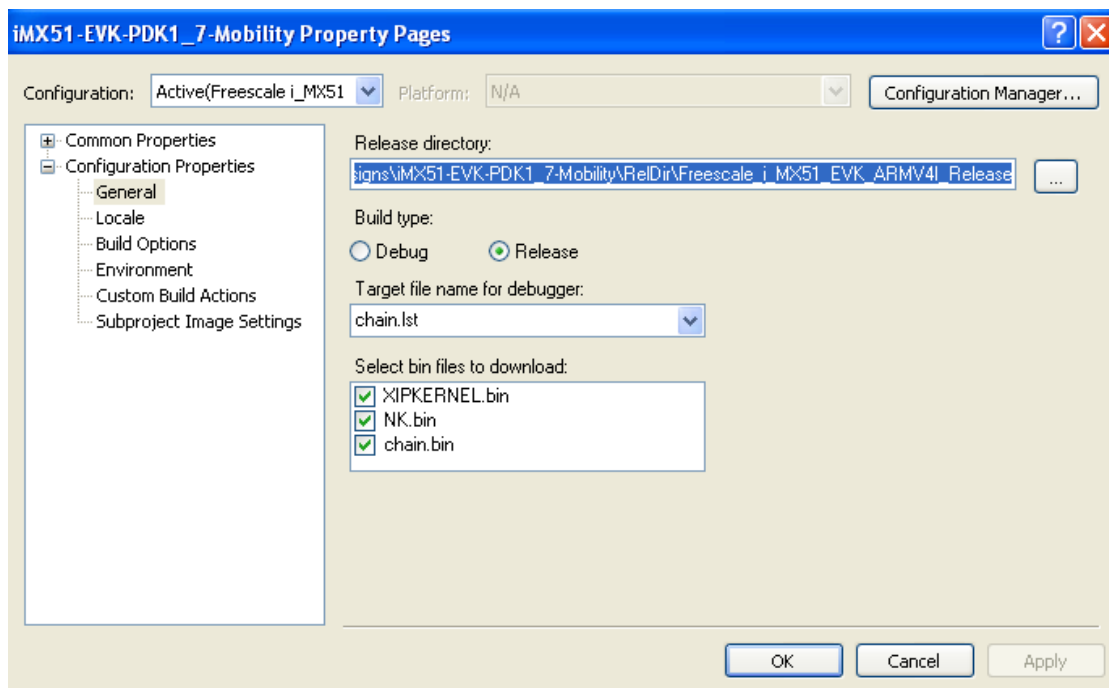 iMX51-EVK-PDK1_7-Mobility Property Pages
Configuration: Active(Freescale i_MX51 Platform: N/A Configuration Manager...
Common Properties
Configuration Properties
General
Locale
Build Options
Environment
Custom Build Actions
Subproject Image Settings
Release directory:
signs\iMX51-EVK-PDK1_7-Mobility\RelDir\Freescale_i_MX51_EVK_ARMV4I_Release
...
Build type:
Debug Release
Target file name for debugger:
chain.lst
Select bin files to download:
XIPKERNEL.bin
NK.bin
chain.bin
OK Cancel Apply